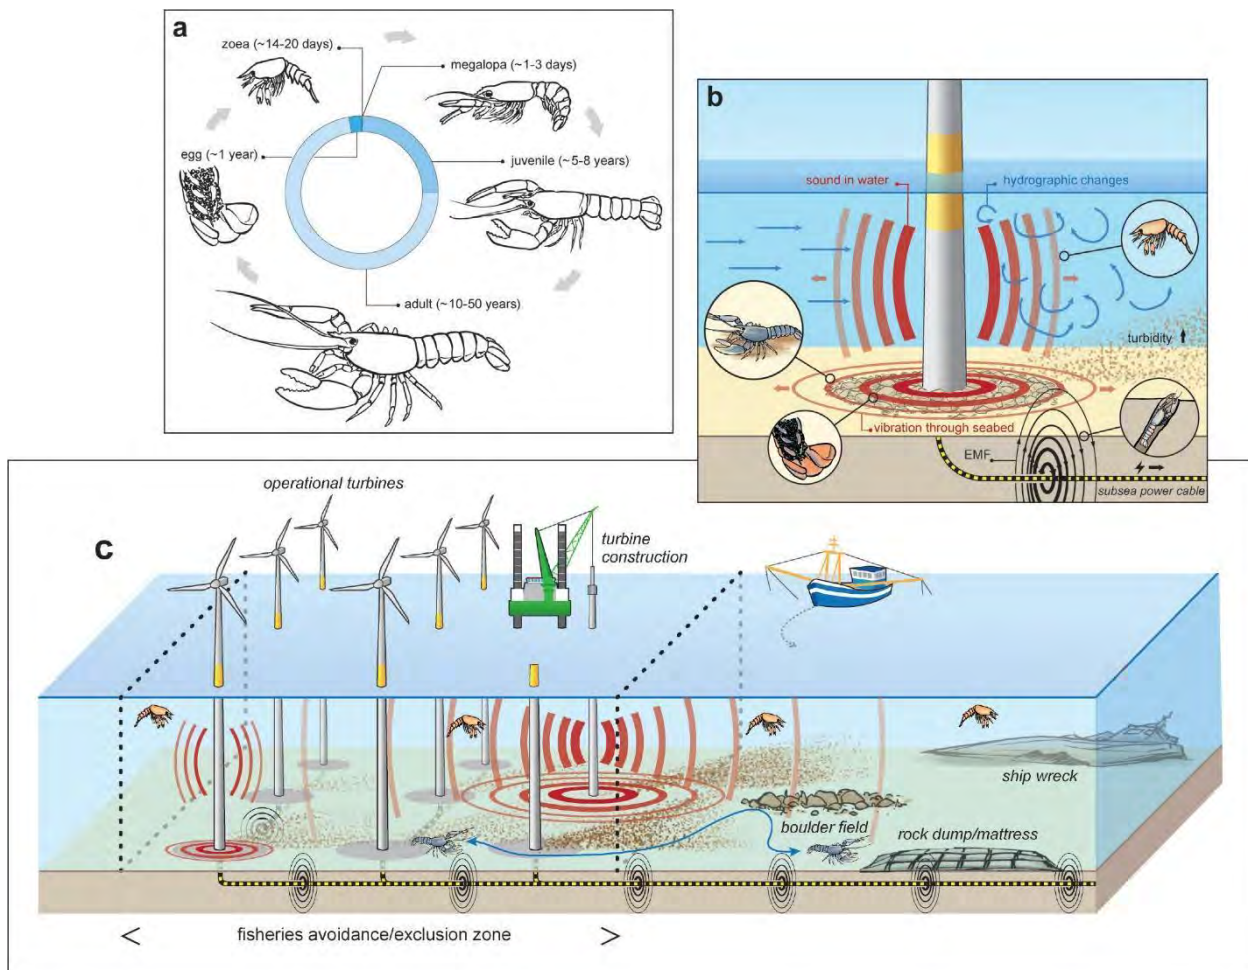 a
zoea (~14-20 days)
megalopa (~1-3 days)
egg (~1 year)
juvenile (~5-8 years)
adult (~10-50 years)
b
sound in water
hydrographic changes
turbidity
vibration through seabed
EMF
subsea power cable
c
operational turbines
turbine
construction
ship wreck
boulder field
rock dump/mattress
< fisheries avoidance/exclusion zone >